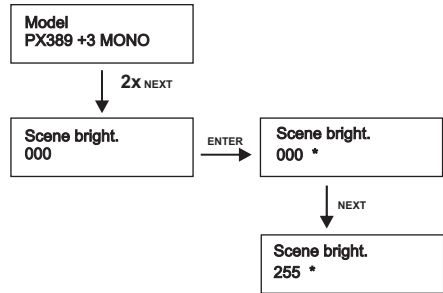 Model
PX389 +3 MONO
2x NEXT
Scene bright.
000
ENTER
Scene bright.
000 *
NEXT
Scene bright.
255 *